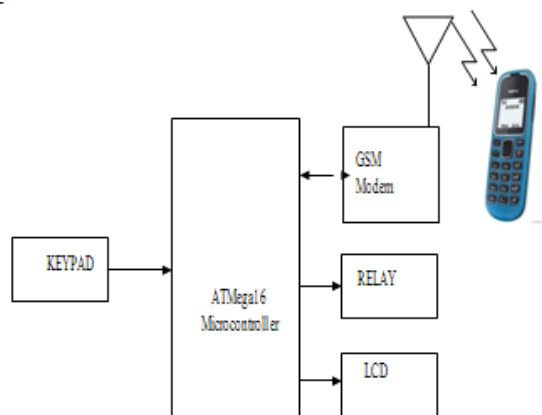 GSM
Modem
KEYPAD
RELAY
ATMega16
Microcontroller
LCD